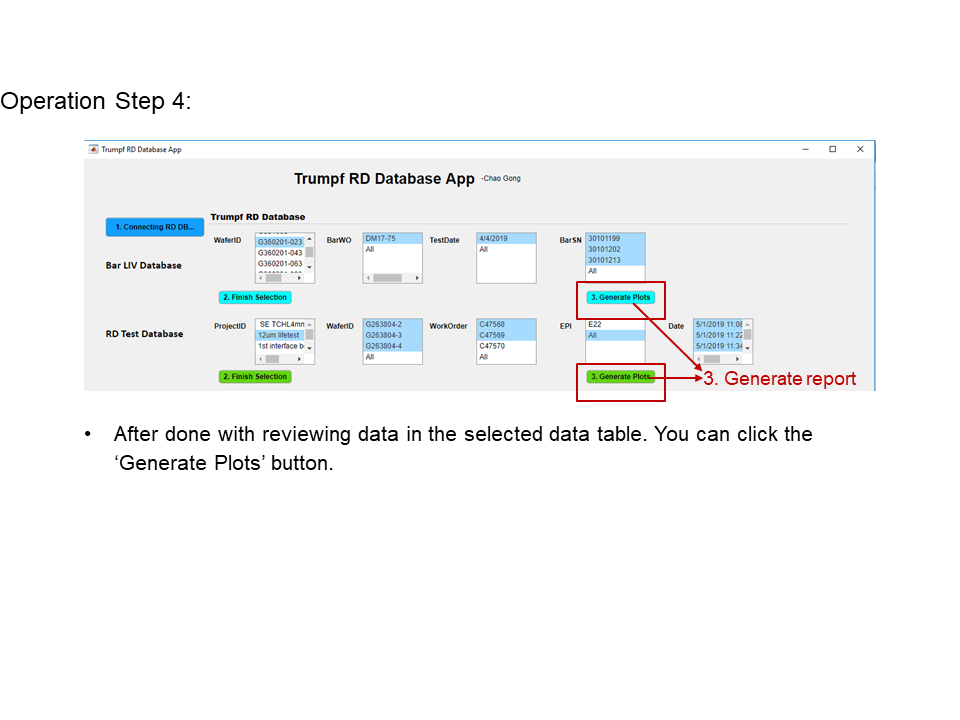 Operation Step 4:
Trumpf RD Database App
Trumpf RD Database App -Chao Gong
1. Connecting RD DB...
Trumpf RD Database
Bar LIV Database
WaferID
G360201-023
G360201-043
G360201-063
BarWO
DM17-75
All
TestDate
4/4/2019
All
BarSN
30101199
30101202
30101213
All
2. Finish Selection
3. Generate Plots
RD Test Database
ProjectID
SE TCHL4mn
12um lifetest
1st interface b
WaferID
G263804-2
G263804-3
G263804-4
All
WorkOrder
C47568
C47569
C47570
All
EPI
E22
All
Date
5/1/2019 11:08
5/1/2019 11:22
5/1/2019 11:34
2. Finish Selection
3. Generate Plots
3. Generate report
• After done with reviewing data in the selected data table. You can click the
‘Generate Plots’ button.